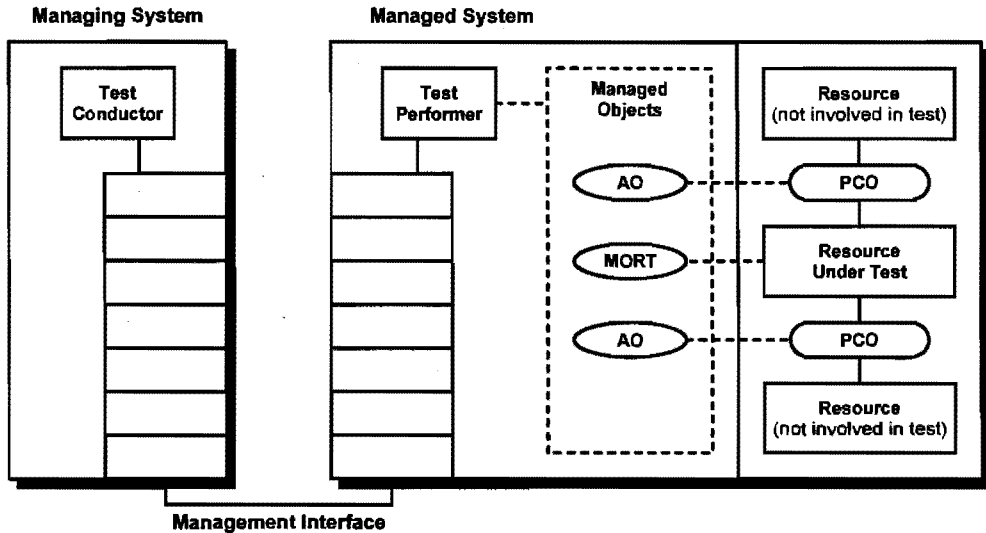 Managing System
Managed System
Test
Conductor
Test
Performer
Managed
Objects
AO
MORT
AO
Resource
(not involved in test)
PCO
Resource
Under Test
PCO
Resource
(not involved in test)
Management Interface